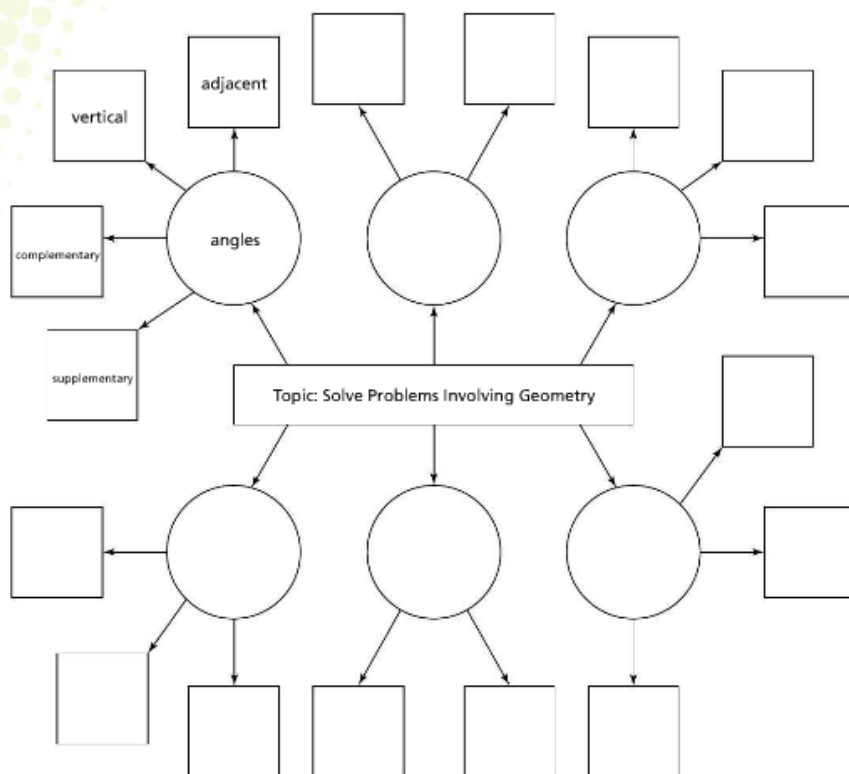 adjacent
vertical
complementary
angles
supplementary
Topic: Solve Problems Involving Geometry